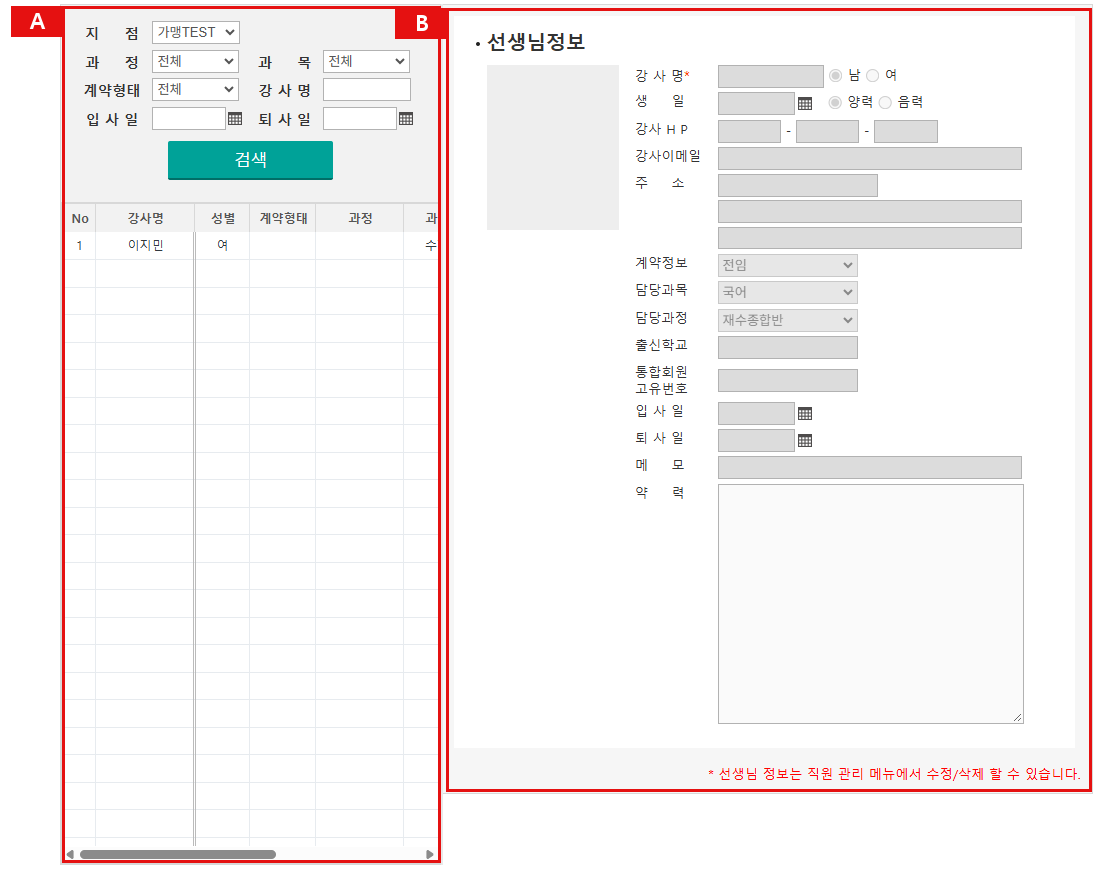 A
지 점 가맹TEST
과 정 전체 과 목 전체
계약형태 전체 강 사 명
입 사 일 퇴 사 일
검색
No 강사명 성별 계약형태 과정 과
1 이지민 여 수
B
• 선생님정보
강 사 명* 남 여
생 일 양력 음력
강사 H P - -
강사이메일
주 소
계약정보 전임
담당과목 국어
담당과정 재수종합반
출신학교
통합회원
고유번호
입 사 일
퇴 사 일
메 모
약 력
* 선생님 정보는 직원 관리 메뉴에서 수정/삭제 할 수 있습니다.